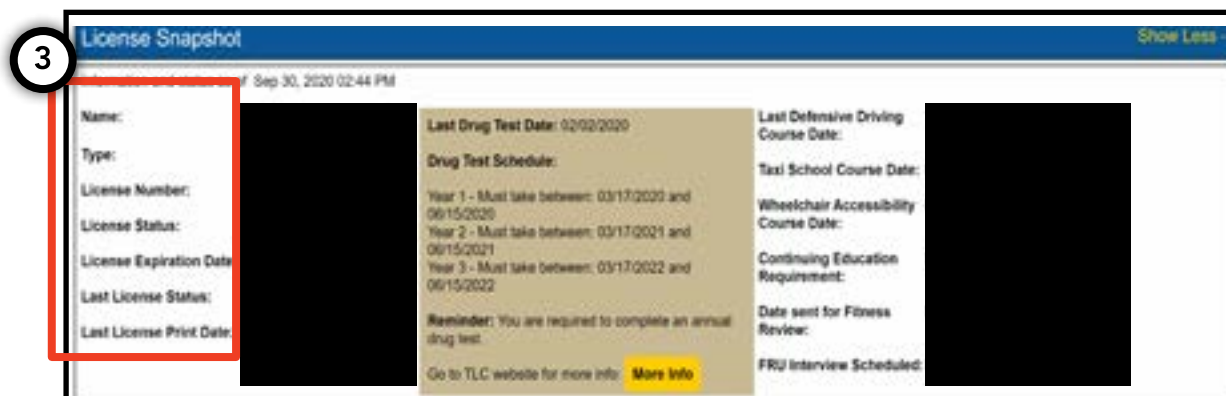 3
License Snapshot
Show Less -
Information and status as of Sep 30, 2020 02:44 PM
Name:
Type:
License Number:
License Status:
License Expiration Date
Last License Status:
Last License Print Date:
Last Drug Test Date: 02/02/2020
Drug Test Schedule:
Year 1 - Must take between: 03/17/2020 and
06/15/2020
Year 2 - Must take between: 03/17/2021 and
06/15/2021
Year 3 - Must take between: 03/17/2022 and
06/15/2022
Reminder: You are required to complete an annual
drug test.
Go to TLC website for more info: More Info
Last Defensive Driving
Course Date:
Taxi School Course Date:
Wheelchair Accessibility
Course Date:
Continuing Education
Requirement:
Date sent for Fitness
Review:
FRU Interview Scheduled: